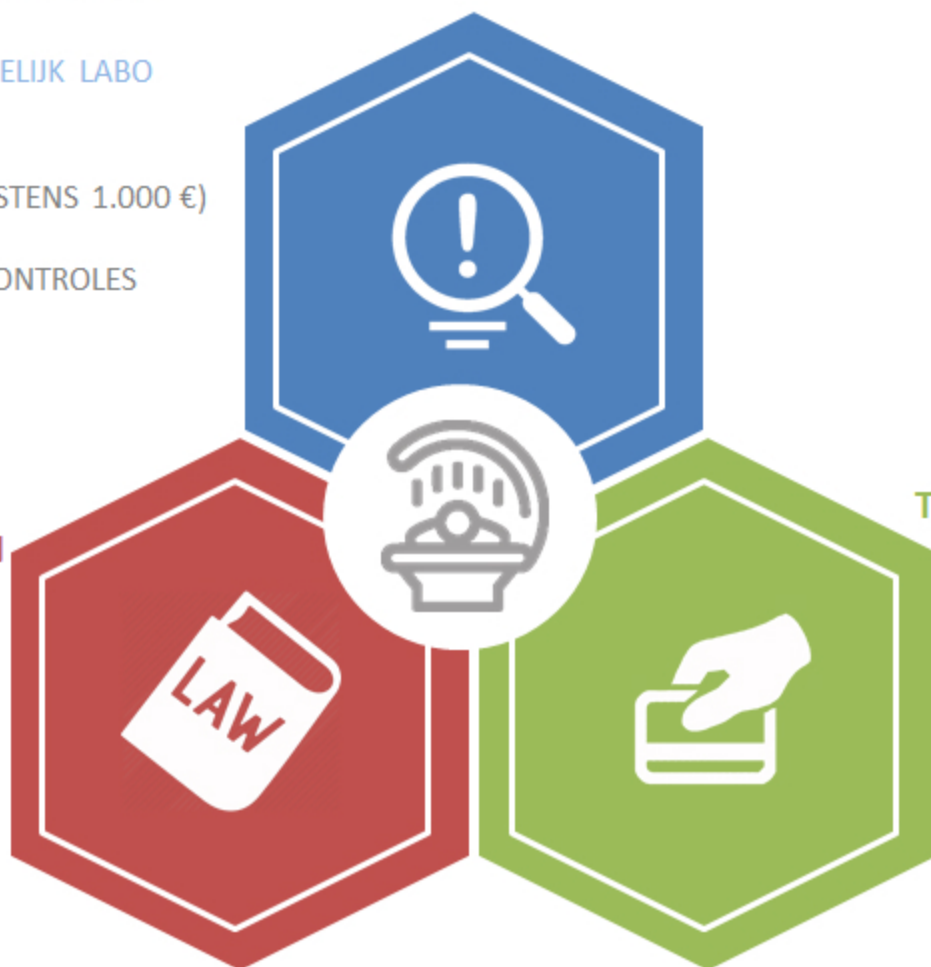 ELIJK LABO
STENS 1.000 €)
ONTROLES
T
LAW